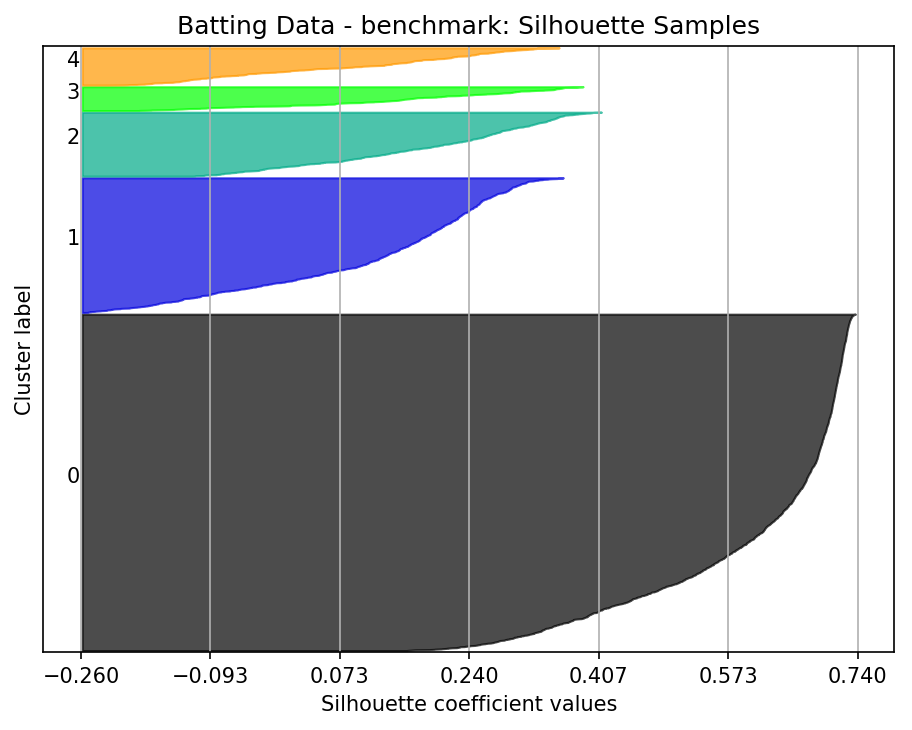 Batting Data - benchmark: Silhouette Samples
4
3
2
1
0
Cluster label
−0.260 −0.093 0.073 0.240 0.407 0.573 0.740
Silhouette coefficient values